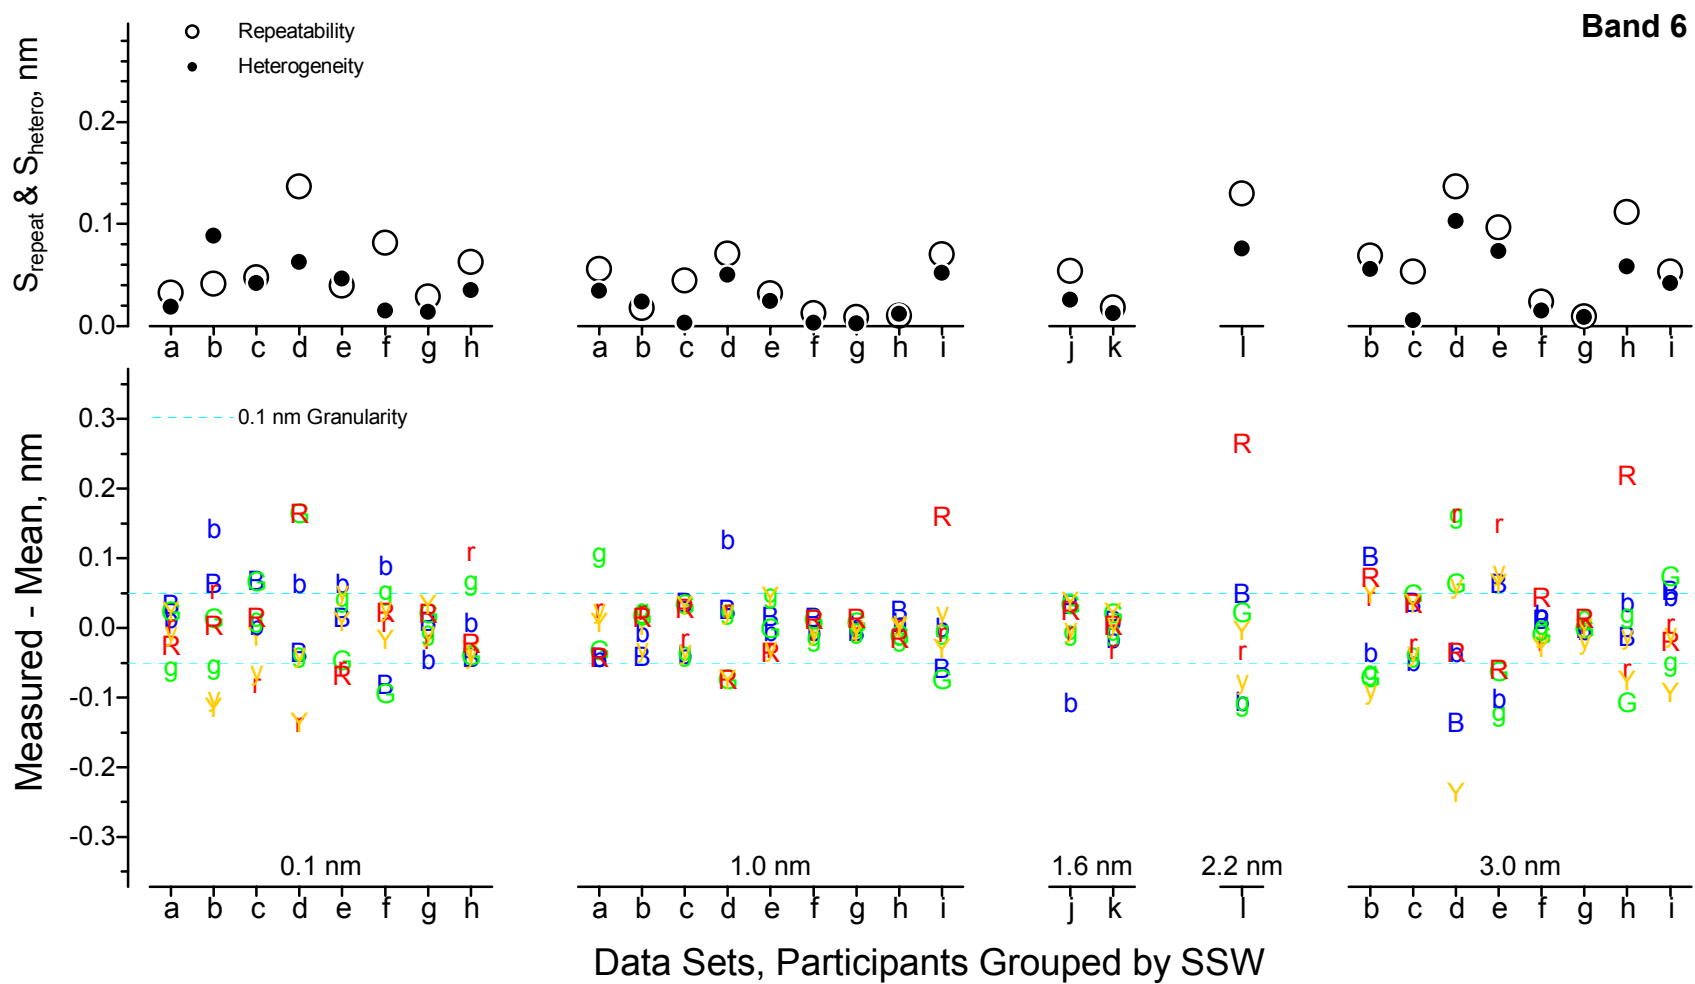 Band 6
Repeatability
Heterogeneity
S_repeat & S_hetero, nm
0.2
0.1
0.0
a b c d e f g h a b c d e f g h i j k l b c d e f g h i
0.1 nm Granularity
Measured - Mean, nm
0.3
0.2
0.1
0.0
-0.1
-0.2
-0.3
0.1 nm 1.0 nm 1.6 nm 2.2 nm 3.0 nm
a b c d e f g h a b c d e f g h i j k l b c d e f g h i
Data Sets, Participants Grouped by SSW